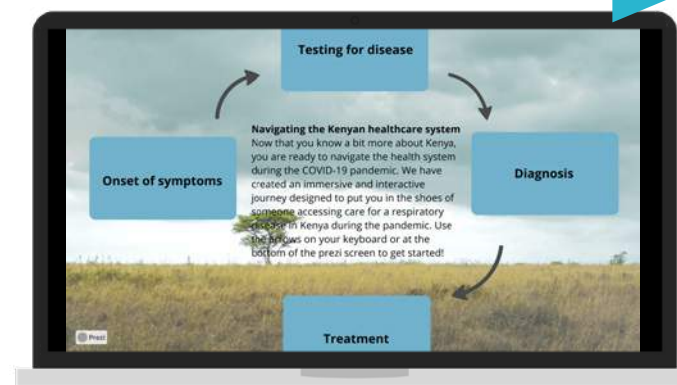 Testing for disease
Onset of symptoms
Navigating the Kenyan healthcare system
Now that you know a bit more about Kenya,
you are ready to navigate the health system
during the COVID-19 pandemic. We have
created an immersive and interactive
journey designed to put you in the shoes of
someone accessing care for a respiratory
disease in Kenya during the pandemic. Use
the arrows on your keyboard or at the
bottom of the prezi screen to get started!
Diagnosis
Treatment
Prezi